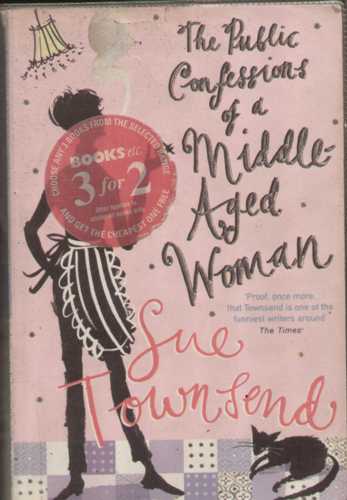 The Public
Confessions
of a
Middle-
Aged
Woman
CHOOSE ANY 3 BOOKS FROM THE SELECTED RANGE
BOOKS etc.
3 for 2
AND GET THE CHEAPEST ONE FREE
'Proof, once more,
that Townsend is one of the
funniest writers around'
The Times
Sue
Townsend